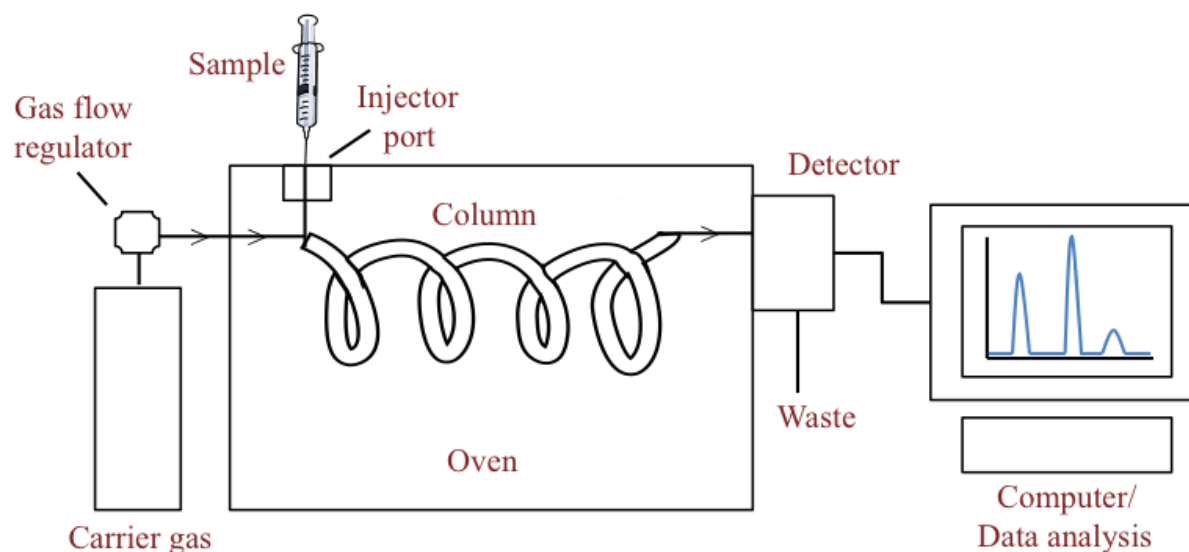 Sample
Gas flow
regulator
Injector
port
Detector
Column
Waste
Oven
Carrier gas
Computer/
Data analysis